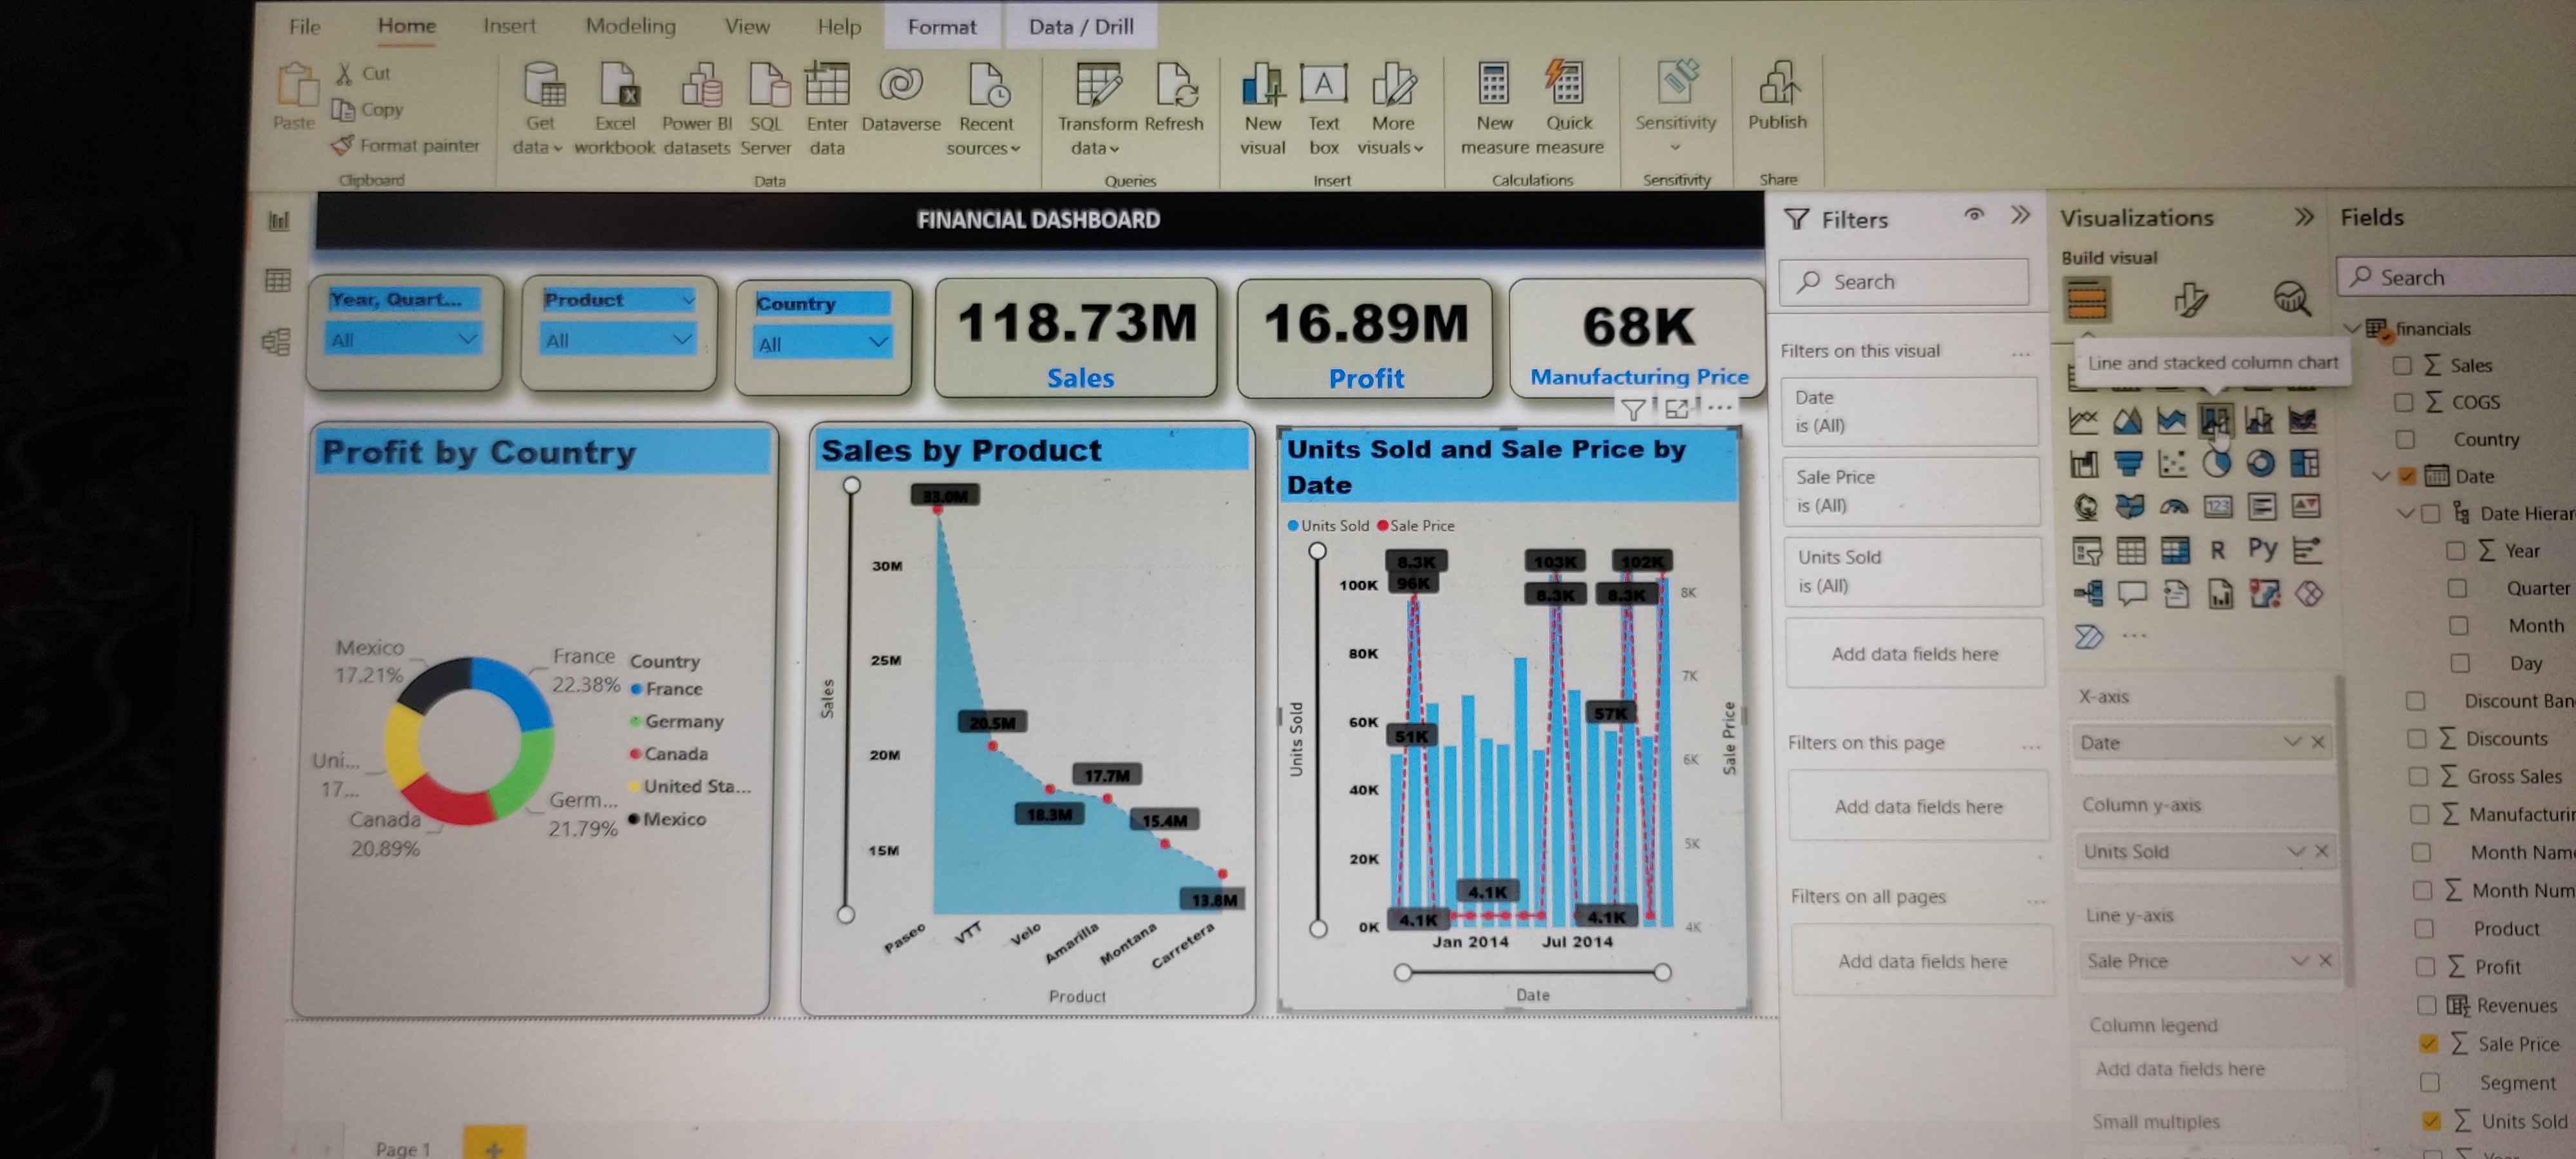 File Home Insert Modeling View Help Format Data / Drill
Paste
Cut
Copy
Format painter
Clipboard
Get data
Excel workbook
Power BI datasets
SQL Server
Enter data
Dataverse
Recent sources
Data
Transform data
Refresh
Queries
New visual
Text box
More visuals
Insert
New measure
Quick measure
Calculations
Sensitivity
Sensitivity
Publish
Share
FINANCIAL DASHBOARD
Year, Quart...
All
Product
All
Country
All
118.73M
Sales
16.89M
Profit
68K
Manufacturing Price
Profit by Country
Mexico
17.21%
France
22.38%
Uni...
17...
Canada
20.89%
Germ...
21.79%
Country
France
Germany
Canada
United Sta...
Mexico
Sales by Product
33.0M
30M
25M
20.5M
20M
17.7M
18.3M
15.4M
15M
13.8M
Sales
Paseo VTT Velo Amarilla Montana Carretera
Product
Units Sold and Sale Price by
Date
Units Sold Sale Price
8.3K 103K 102K
100K 96K 8.3K 8.3K 8K
80K
7K
60K 51K 57K
6K
40K
5K
20K
4.1K
0K 4.1K 4.1K 4K
Units Sold
Sale Price
Jan 2014 Jul 2014
Date
Filters
Search
Filters on this visual ...
Date
is (All)
Sale Price
is (All)
Units Sold
is (All)
Add data fields here
Filters on this page ...
Add data fields here
Filters on all pages ...
Add data fields here
Visualizations
Build visual
Line and stacked column chart
123
R Py
...
X-axis
Date
Column y-axis
Units Sold
Line y-axis
Sale Price
Column legend
Add data fields here
Small multiples
Fields
Search
financials
Sales
COGS
Country
Date
Date Hierar
Year
Quarter
Month
Day
Discount Ban
Discounts
Gross Sales
Manufacturin
Month Name
Month Num
Product
Profit
Revenues
Sale Price
Segment
Units Sold
Page 1